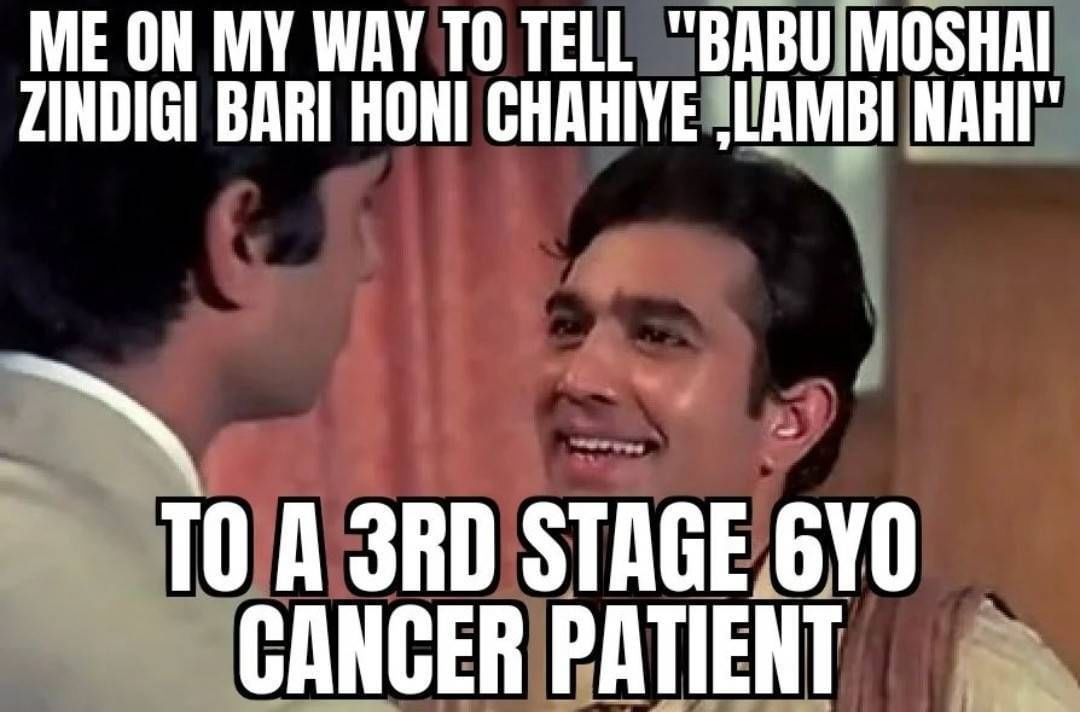 ME ON MY WAY TO TELL "BABU MOSHAI
ZINDIGI BARI HONI CHAHIYE ,LAMBI NAHI"
TO A 3RD STAGE 6YO
CANCER PATIENT